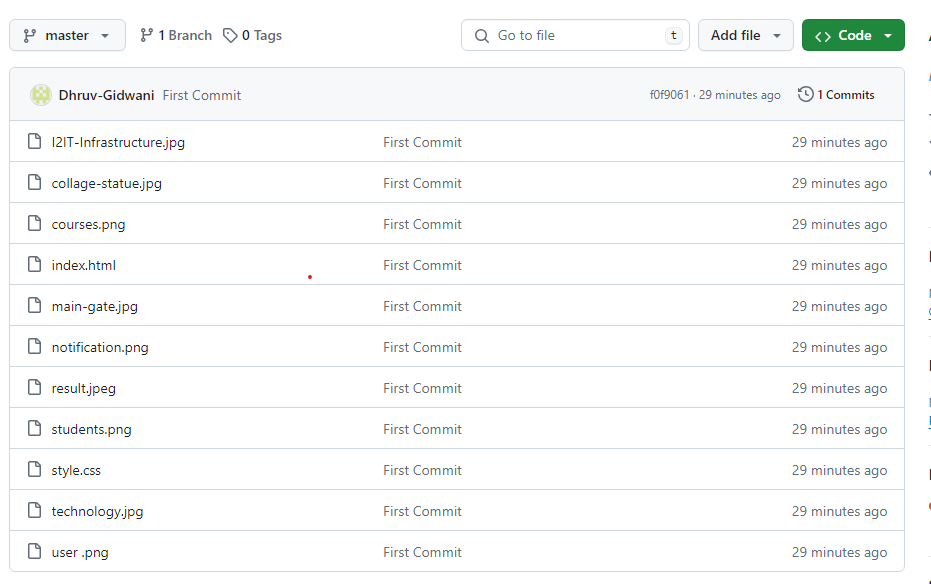 master 1 Branch 0 Tags Go to file t Add file Code
Dhruv-Gidwani First Commit f0f9061 · 29 minutes ago 1 Commits
I2IT-Infrastructure.jpg First Commit 29 minutes ago
collage-statue.jpg First Commit 29 minutes ago
courses.png First Commit 29 minutes ago
index.html First Commit 29 minutes ago
main-gate.jpg First Commit 29 minutes ago
notification.png First Commit 29 minutes ago
result.jpeg First Commit 29 minutes ago
students.png First Commit 29 minutes ago
style.css First Commit 29 minutes ago
technology.jpg First Commit 29 minutes ago
user .png First Commit 29 minutes ago